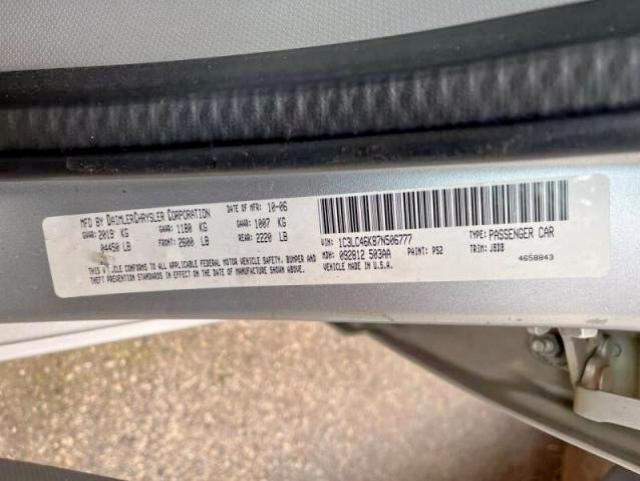 MFD BY DAIMLERCHRYSLER CORPORATION DATE OF MFR: 10-06
GVWR: 2019 KG GAWR: 1180 KG GAWR: 1007 KG
04450 LB FRONT: 2600 LB REAR: 2220 LB
THIS VEHICLE CONFORMS TO ALL APPLICABLE FEDERAL MOTOR VEHICLE SAFETY, BUMPER AND
THEFT PREVENTION STANDARDS IN EFFECT ON THE DATE OF MANUFACTURE SHOWN ABOVE.
VIN: 1C3LC46K87N506777 TYPE: PASSENGER CAR
MDH: 092812 503AA PAINT: PS2 TRIM: J8DB
VEHICLE MADE IN U.S.A. 4658843